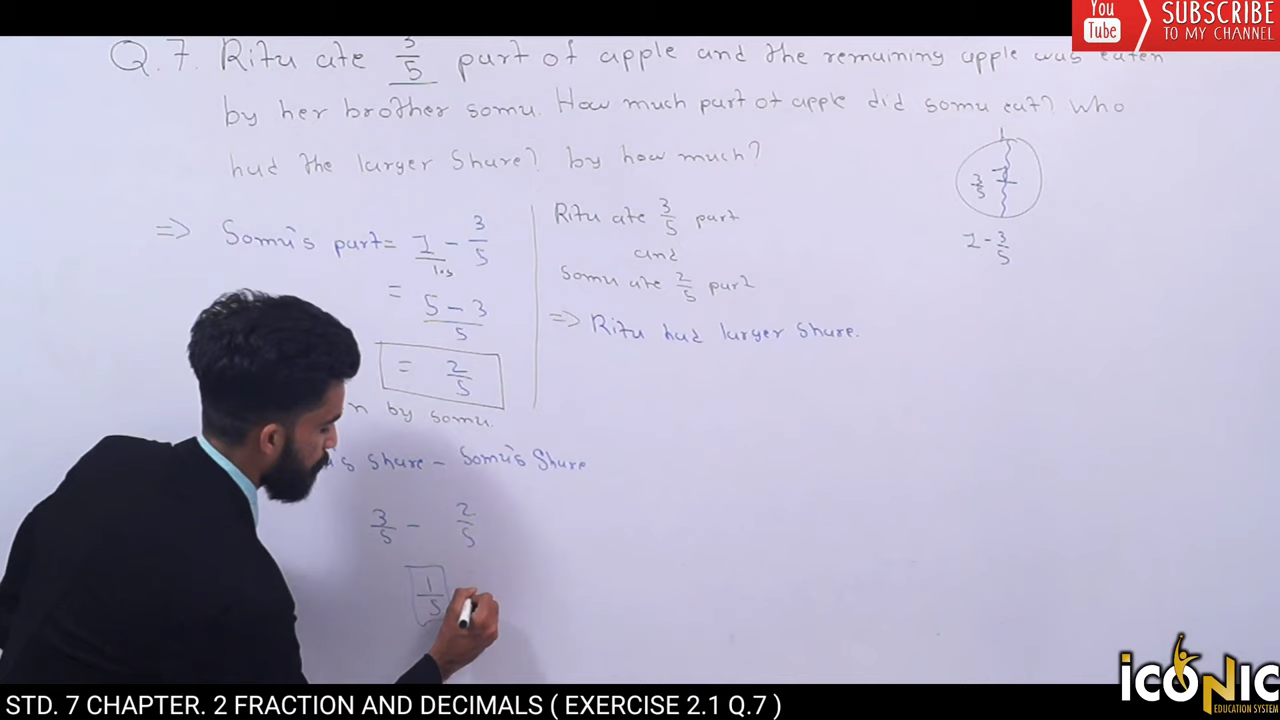 You
Tube
SUBSCRIBE
TO MY CHANNEL
Q.7. Ritu ate 3/5 part of apple and the remaining apple was eaten
by her brother somu. How much part of apple did somu eat? Who
had the larger Share? by how much?
=> Somu's part = 1 - 3/5
= 5 - 3/5
= 2/5
by somu.
's Share - Somu's Share
3/5 - 2/5
1/5
Ritu ate 3/5 part
and
Somu ate 2/5 part
=> Ritu had larger Share.
3/5
1 - 3/5
ICONIC
EDUCATION SYSTEM
STD. 7 CHAPTER. 2 FRACTION AND DECIMALS ( EXERCISE 2.1 Q.7 )